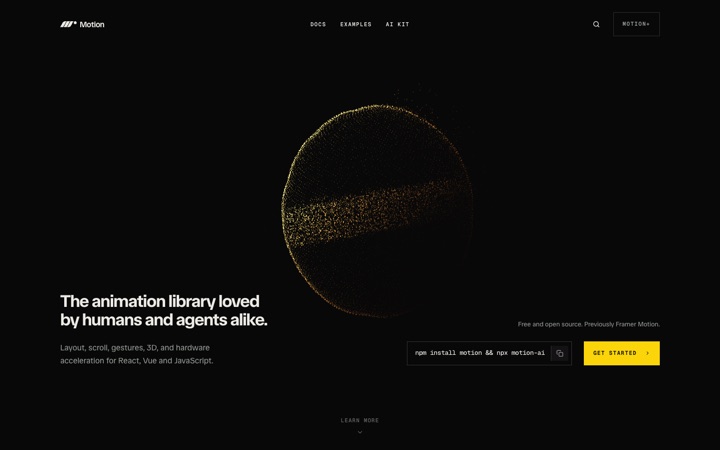 Motion
DOCS
EXAMPLES
AI KIT
MOTION+
The animation library loved
by humans and agents alike.
Layout, scroll, gestures, 3D, and hardware
acceleration for React, Vue and JavaScript.
Free and open source. Previously Framer Motion.
npm install motion && npx motion-ai
GET STARTED
LEARN MORE